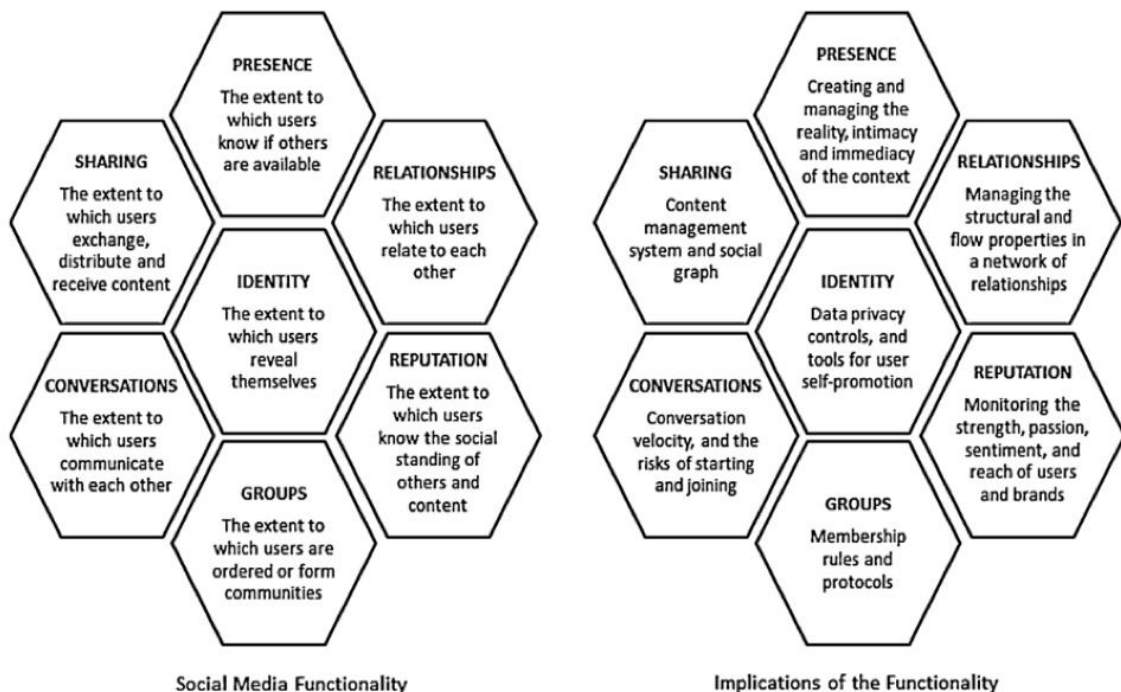 PRESENCE
The extent to
which users
know if others
are available
SHARING
The extent to
which users
exchange,
distribute and
receive content
RELATIONSHIPS
The extent to
which users
relate to each
other
IDENTITY
The extent to
which users
reveal
themselves
CONVERSATIONS
The extent to
which users
communicate
with each other
REPUTATION
The extent to
which users
know the social
standing of
others and
content
GROUPS
The extent to
which users are
ordered or form
communities
Social Media Functionality
PRESENCE
Creating and
managing the
reality, intimacy
and immediacy
of the context
SHARING
Content
management
system and social
graph
RELATIONSHIPS
Managing the
structural and
flow properties in
a network of
relationships
IDENTITY
Data privacy
controls, and
tools for user
self-promotion
CONVERSATIONS
Conversation
velocity, and the
risks of starting
and joining
REPUTATION
Monitoring the
strength, passion,
sentiment, and
reach of users
and brands
GROUPS
Membership
rules and
protocols
Implications of the Functionality